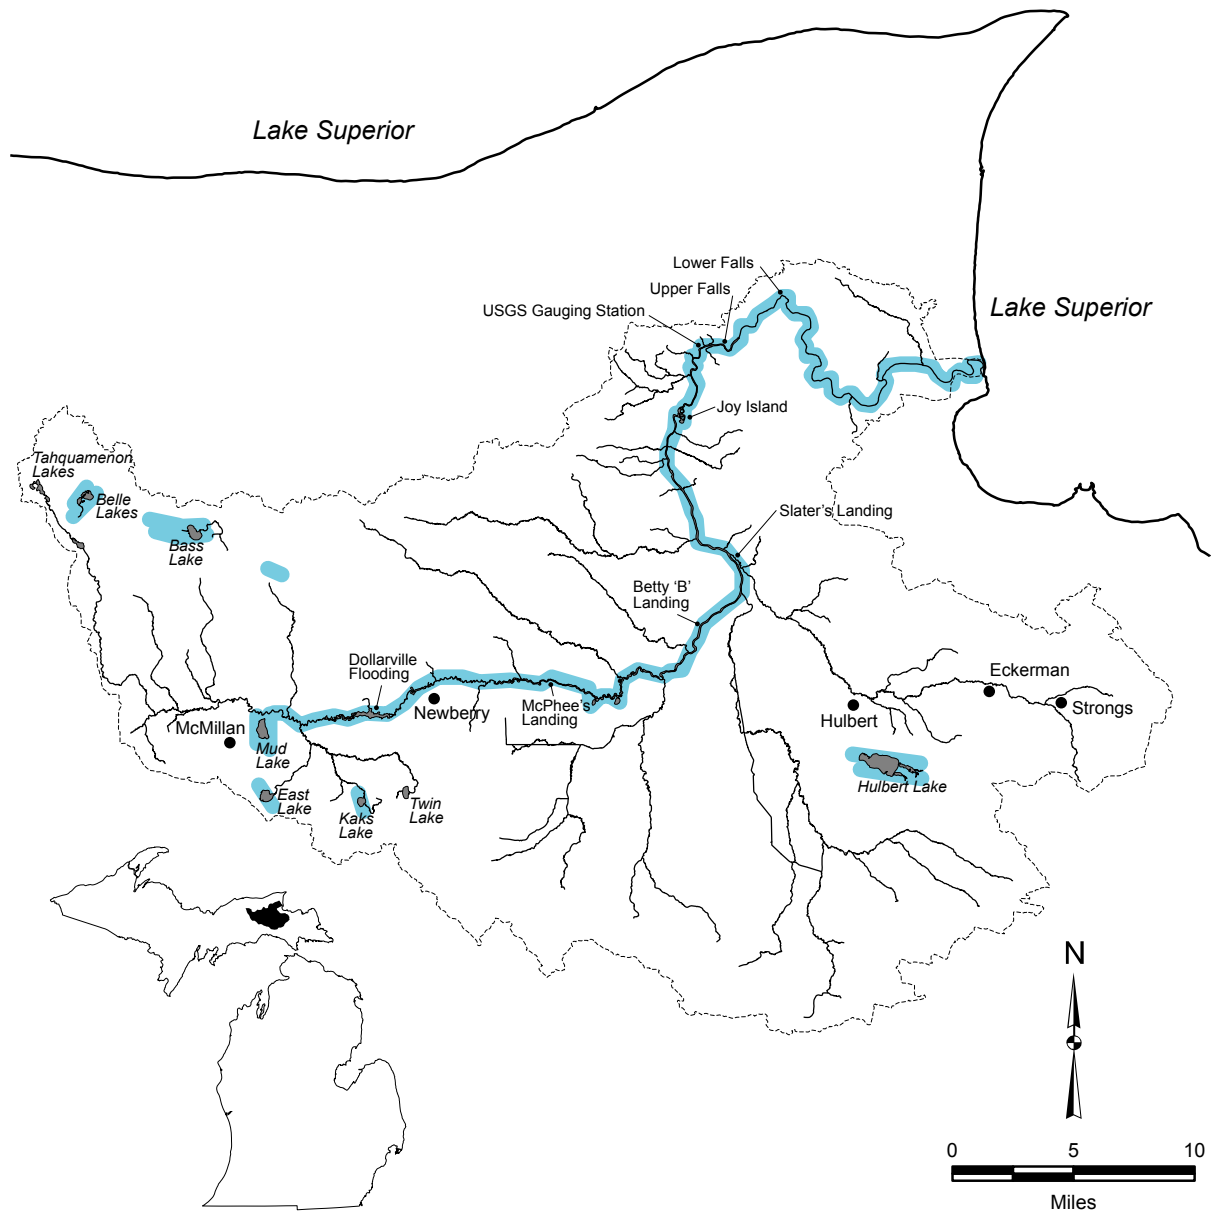 Lake Superior
Lower Falls
Upper Falls
USGS Gauging Station
Lake Superior
Joy Island
Tahquamenon
Lakes
Belle
Lakes
Bass
Lake
Slater's Landing
Betty ‘B’
Landing
Dollarville
Flooding
Eckerman
McPhee's
Landing
Newberry
Strongs
Hulbert
McMillan
Mud
Lake
Hulbert Lake
East
Lake
Kaks
Lake
Twin
Lake
N
0 5 10
Miles